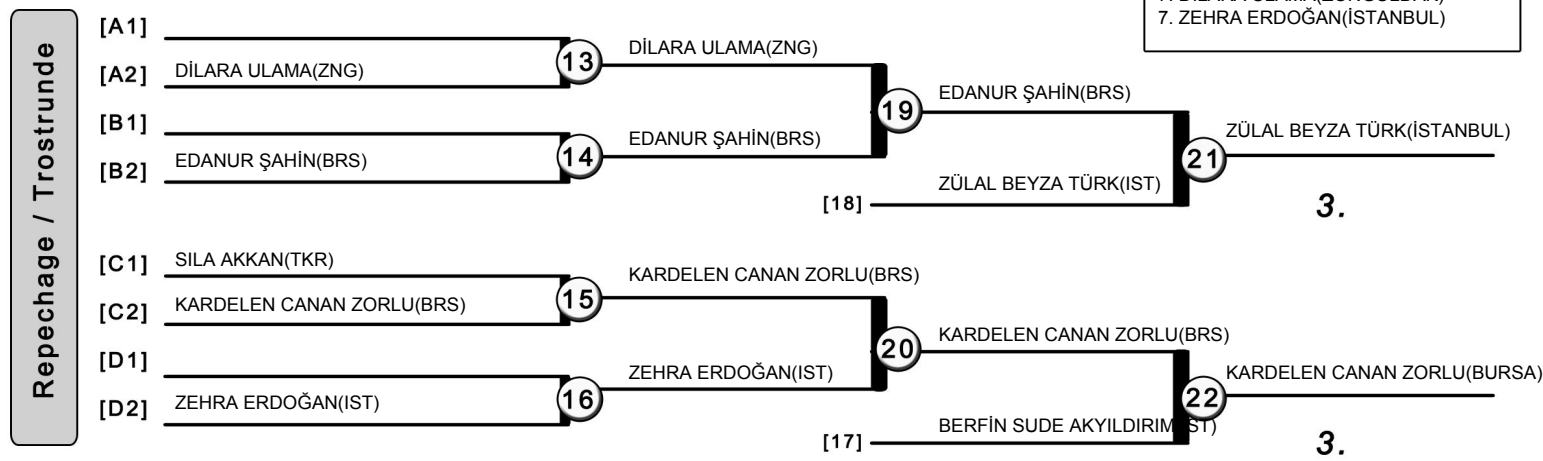 7. ZEHRA ERDOĞAN(İSTANBUL)
Repechage / Trostrunde
[A1]
[A2] DİLARA ULAMA(ZNG)
13
DİLARA ULAMA(ZNG)
[B1]
[B2] EDANUR ŞAHİN(BRS)
14
EDANUR ŞAHİN(BRS)
19
EDANUR ŞAHİN(BRS)
[18] ZÜLAL BEYZA TÜRK(IST)
21
ZÜLAL BEYZA TÜRK(İSTANBUL)
3.
[C1] SILA AKKAN(TKR)
[C2] KARDELEN CANAN ZORLU(BRS)
15
KARDELEN CANAN ZORLU(BRS)
[D1]
[D2] ZEHRA ERDOĞAN(IST)
16
ZEHRA ERDOĞAN(IST)
20
KARDELEN CANAN ZORLU(BRS)
[17] BERFİN SUDE AKYILDIRIM
22
KARDELEN CANAN ZORLU(BURSA)
3.